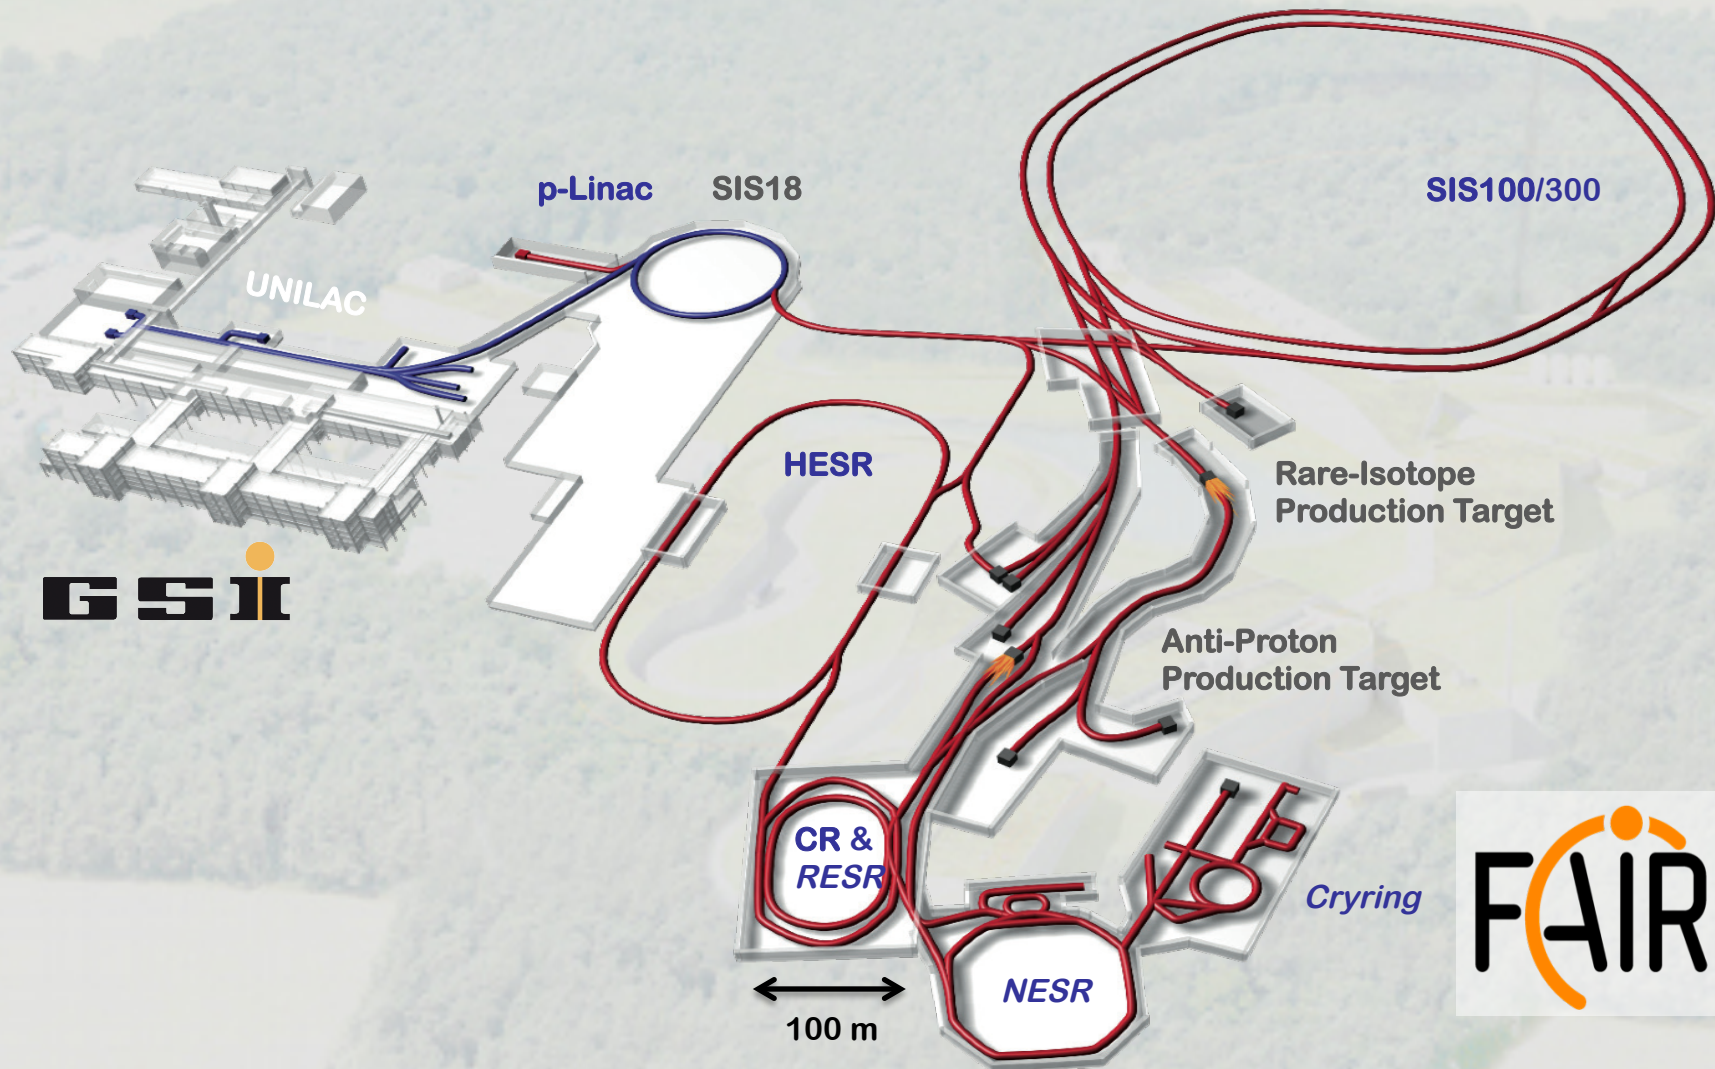 p-Linac
SIS18
SIS100/300
UNILAC
HESR
Rare-Isotope
Production Target
GSI
Anti-Proton
Production Target
CR &
RESR
Cryring
FAIR
NESR
100 m